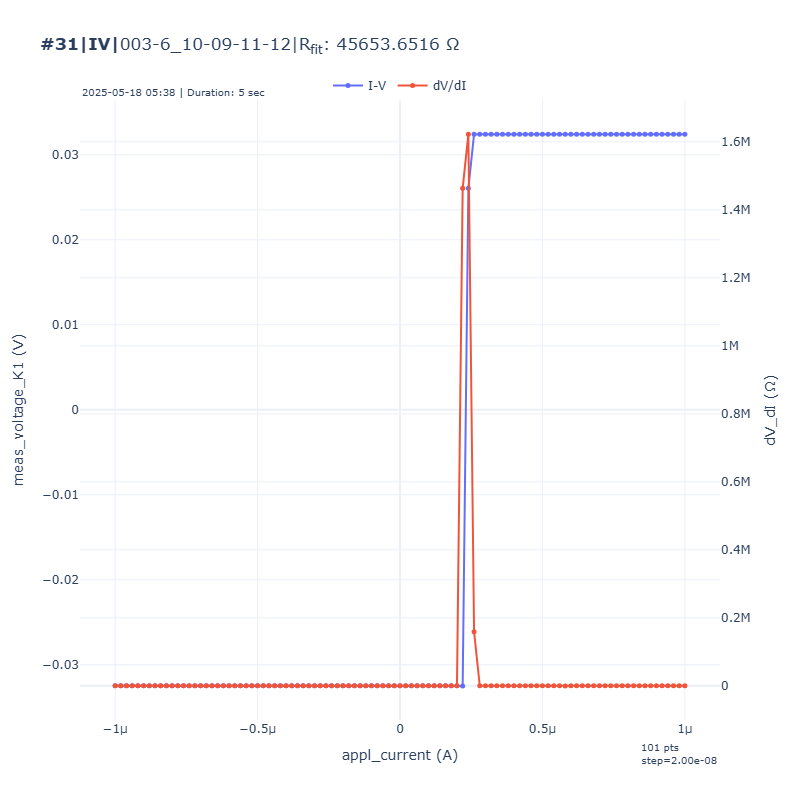 #31|IV|003-6_10-09-11-12|Rfit: 45653.6516 Ω
2025-05-18 05:38 | Duration: 5 sec
I-V
dV/dI
0.03
0.02
0.01
0
−0.01
−0.02
−0.03
meas_voltage_K1 (V)
1.6M
1.4M
1.2M
1M
0.8M
0.6M
0.4M
0.2M
0
dV_dI (Ω)
−1μ
−0.5μ
0
0.5μ
1μ
appl_current (A)
101 pts
step=2.00e-08